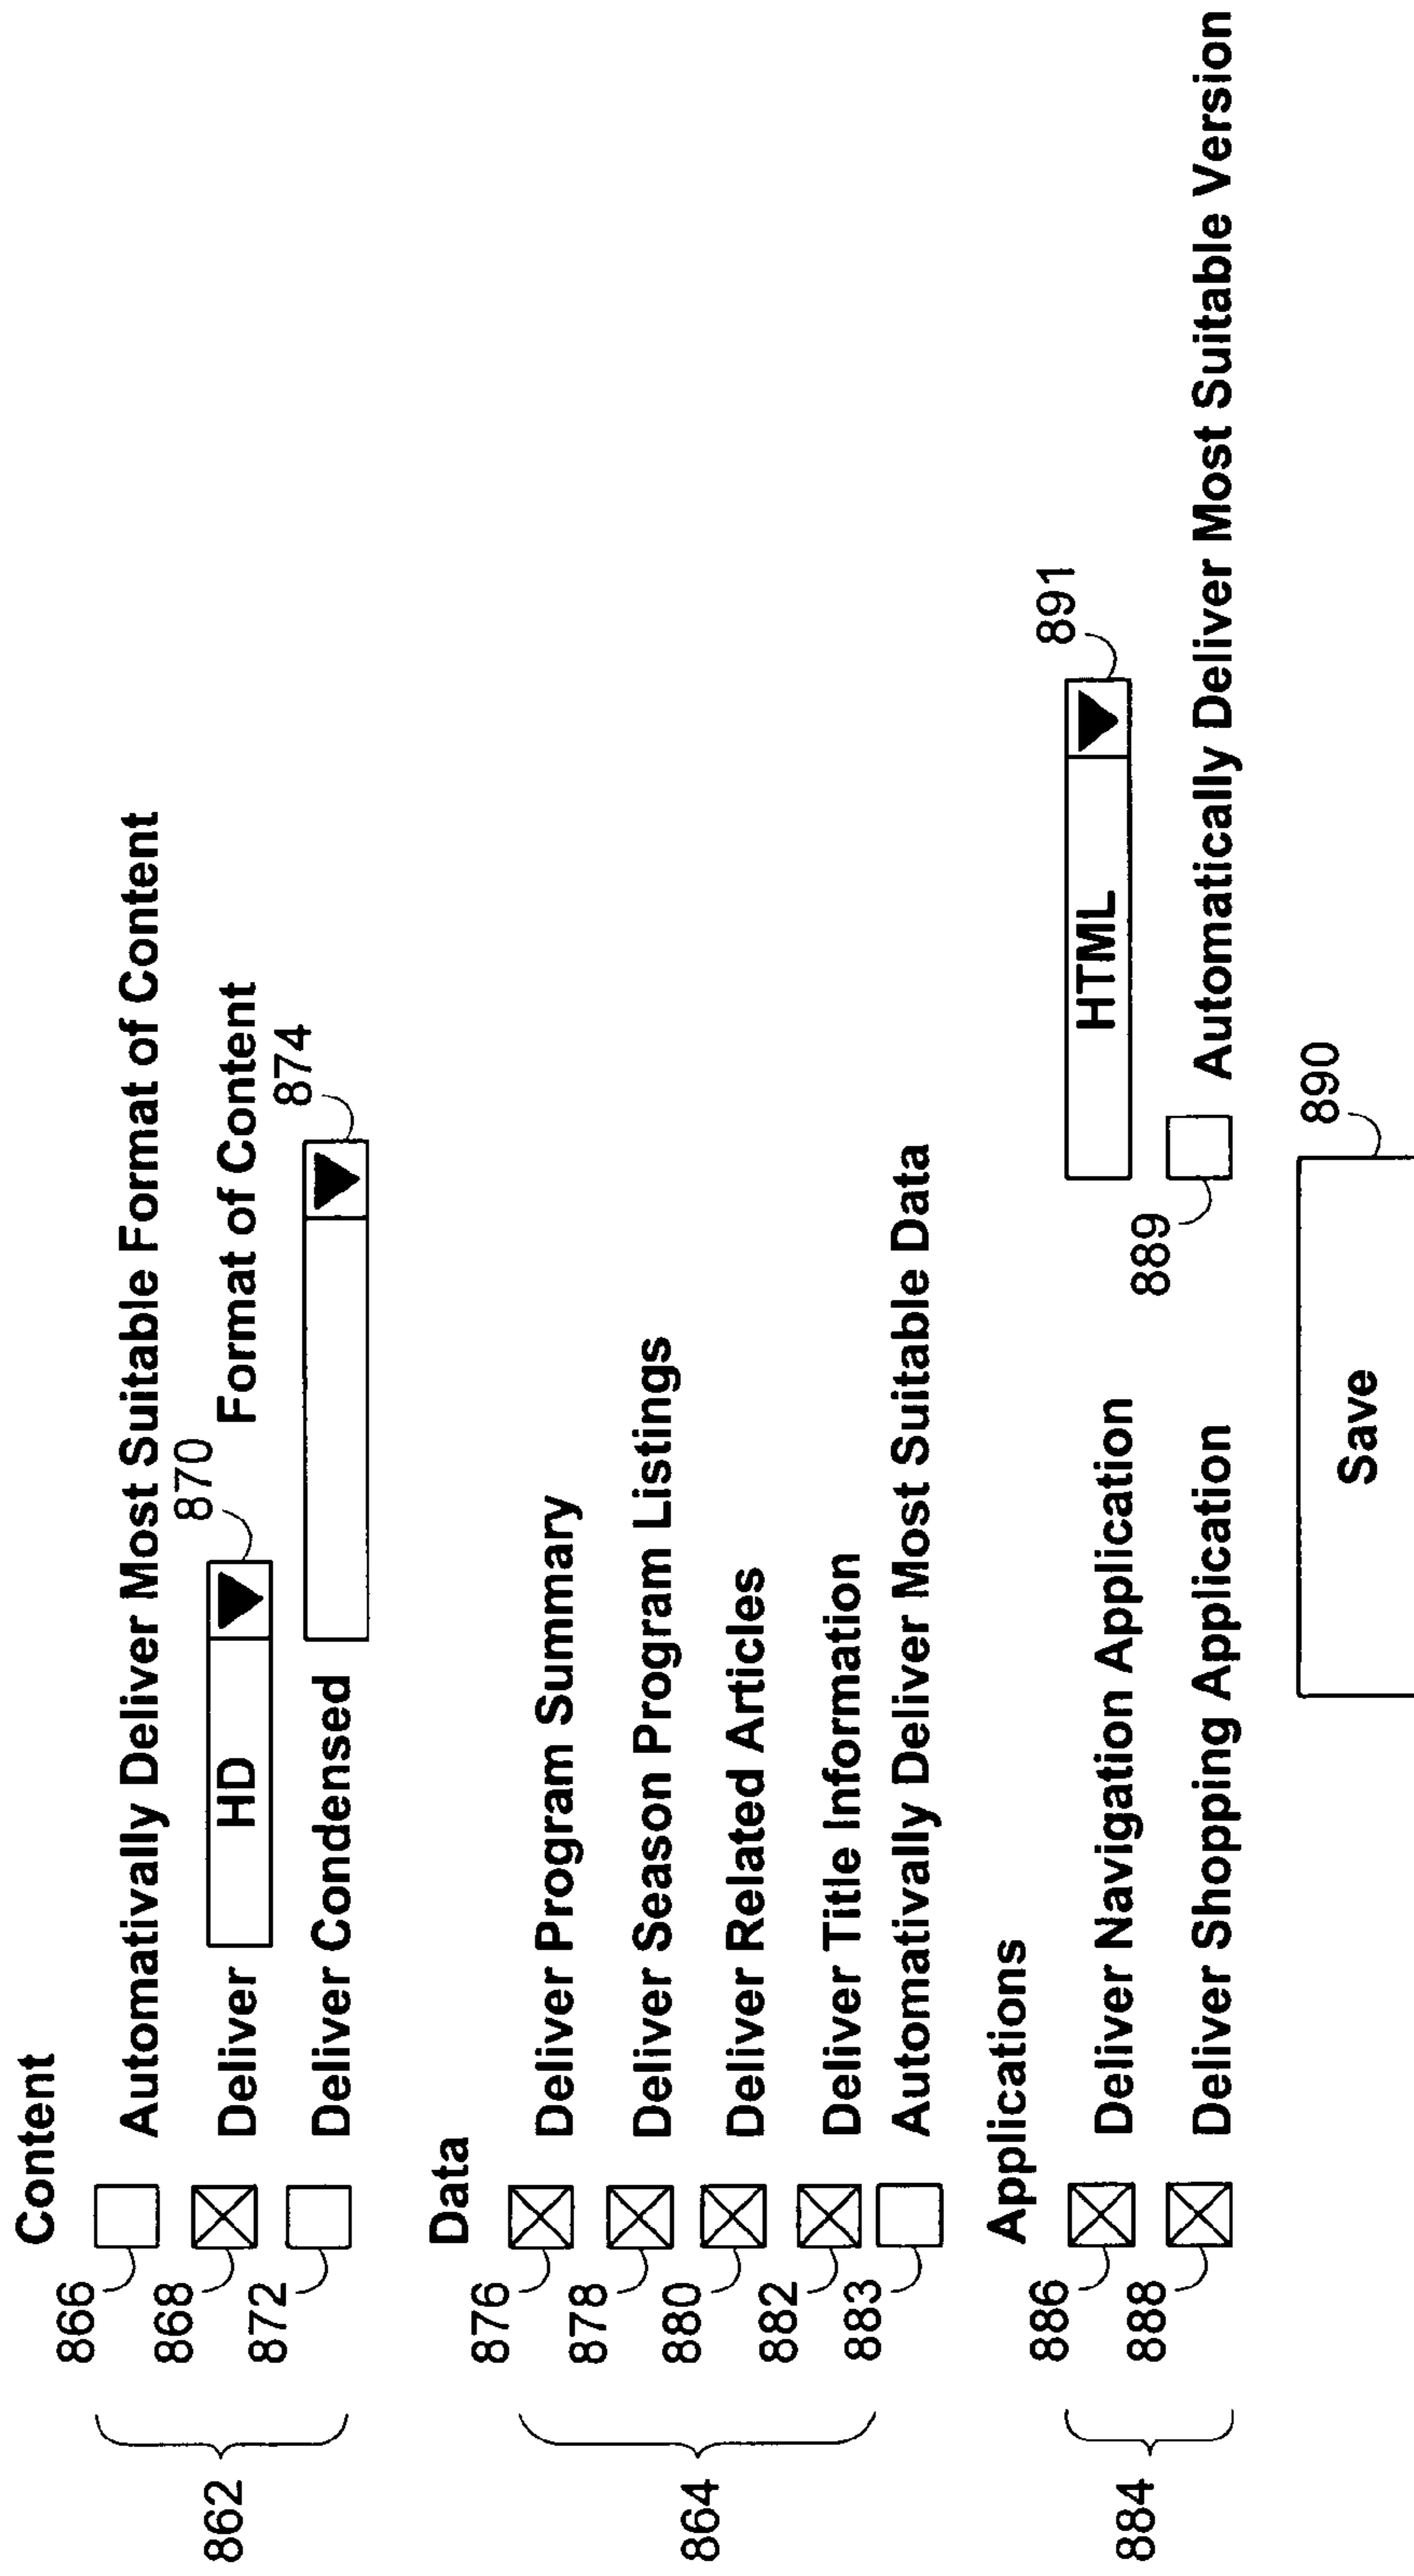 Content
866 Automativally Deliver Most Suitable Format of Content
868 Deliver HD 870 Format of Content
872 Deliver Condensed 874
862
Data
876 Deliver Program Summary
878 Deliver Season Program Listings
880 Deliver Related Articles
882 Deliver Title Information
883 Automativally Deliver Most Suitable Data
864
Applications
886 Deliver Navigation Application HTML 891
888 Deliver Shopping Application 889 Automatically Deliver Most Suitable Version
884
Save 890